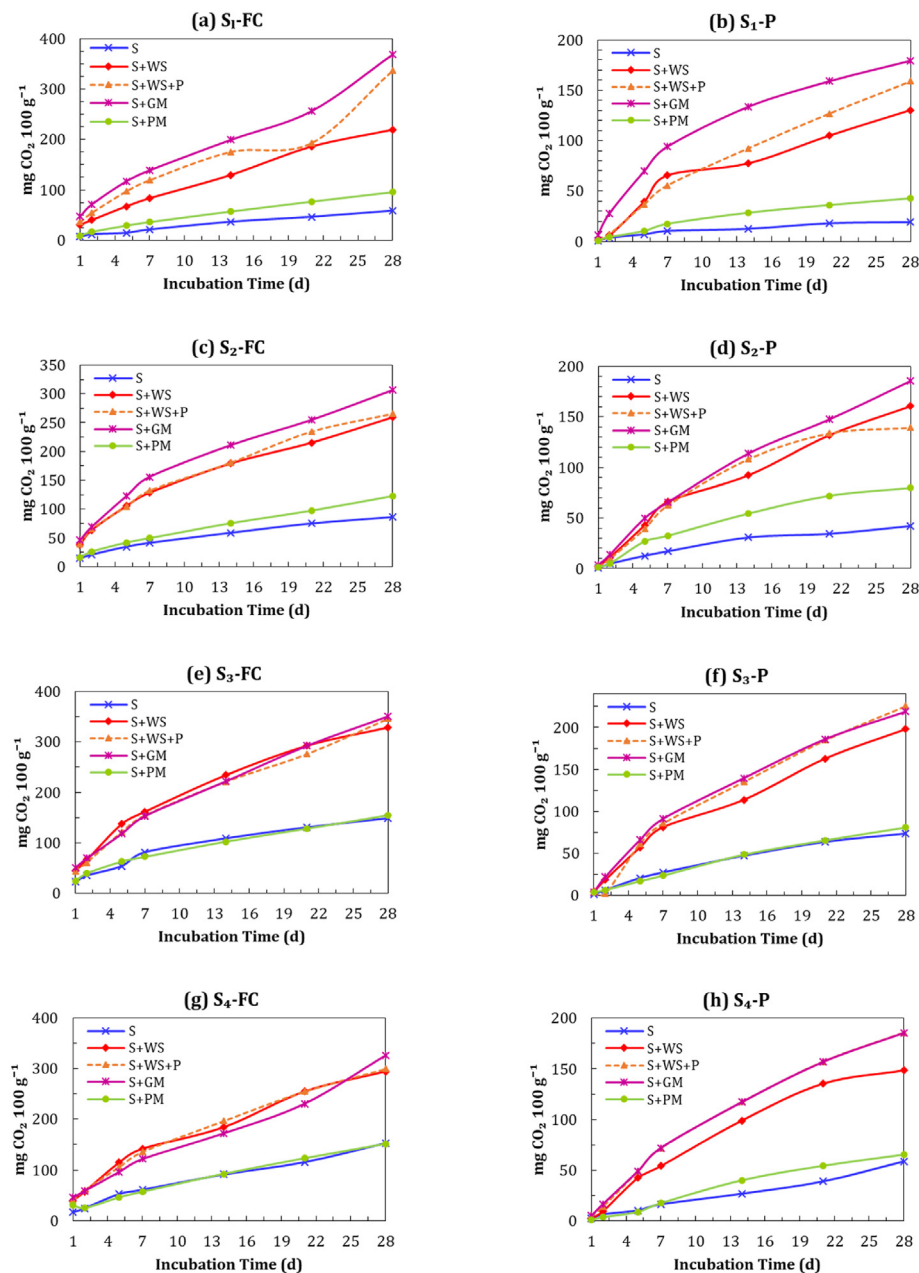 (a) S₁-FC
mg CO₂ 100 g⁻¹
400
300
200
100
0
S
S+WS
S+WS+P
S+GM
S+PM
1 4 7 10 13 16 19 22 25 28
Incubation Time (d)
(b) S₁-P
mg CO₂ 100 g⁻¹
200
150
100
50
0
S
S+WS
S+WS+P
S+GM
S+PM
1 4 7 10 13 16 19 22 25 28
Incubation Time (d)
(c) S₂-FC
mg CO₂ 100 g⁻¹
350
300
250
200
150
100
50
0
S
S+WS
S+WS+P
S+GM
S+PM
1 4 7 10 13 16 19 22 25 28
Incubation Time (d)
(d) S₂-P
mg CO₂ 100 g⁻¹
200
150
100
50
0
S
S+WS
S+WS+P
S+GM
S+PM
1 4 7 10 13 16 19 22 25 28
Incubation Time (d)
(e) S₃-FC
mg CO₂ 100 g⁻¹
400
300
200
100
0
S
S+WS
S+WS+P
S+GM
S+PM
1 4 7 10 13 16 19 22 25 28
Incubation Time (d)
(f) S₃-P
mg CO₂ 100 g⁻¹
200
150
100
50
0
S
S+WS
S+WS+P
S+GM
S+PM
1 4 7 10 13 16 19 22 25 28
Incubation Time (d)
(g) S₄-FC
mg CO₂ 100 g⁻¹
400
300
200
100
0
S
S+WS
S+WS+P
S+GM
S+PM
1 4 7 10 13 16 19 22 25 28
Incubation Time (d)
(h) S₄-P
mg CO₂ 100 g⁻¹
200
150
100
50
0
S
S+WS
S+GM
S+PM
1 4 7 10 13 16 19 22 25 28
Incubation Time (d)